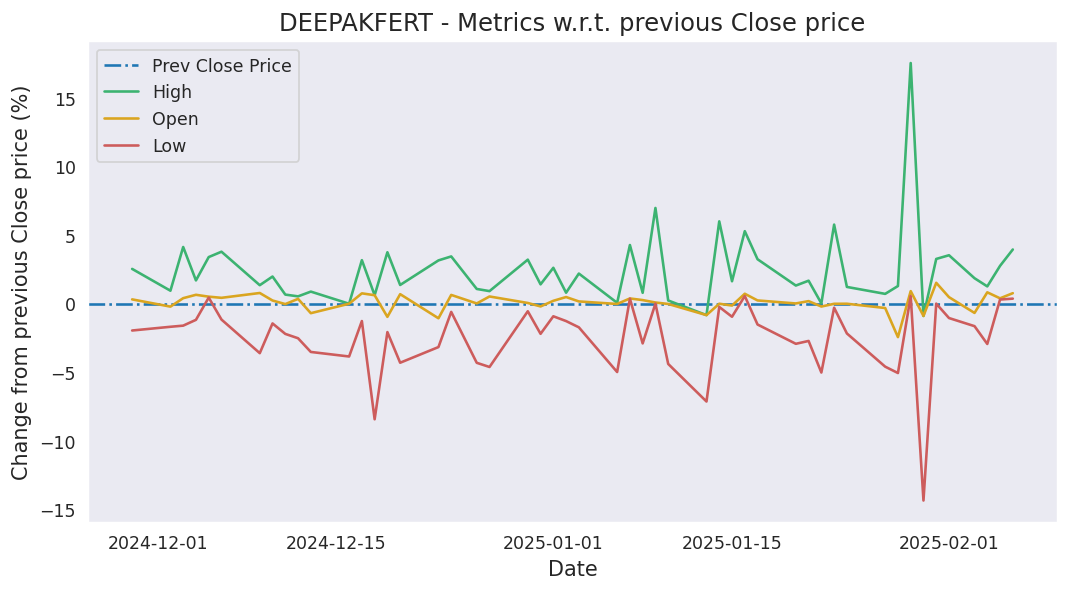 DEEPAKFERT - Metrics w.r.t. previous Close price
Prev Close Price
High
Open
Low
Change from previous Close price (%)
15
10
5
0
−5
−10
−15
2024-12-01
2024-12-15
2025-01-01
2025-01-15
2025-02-01
Date